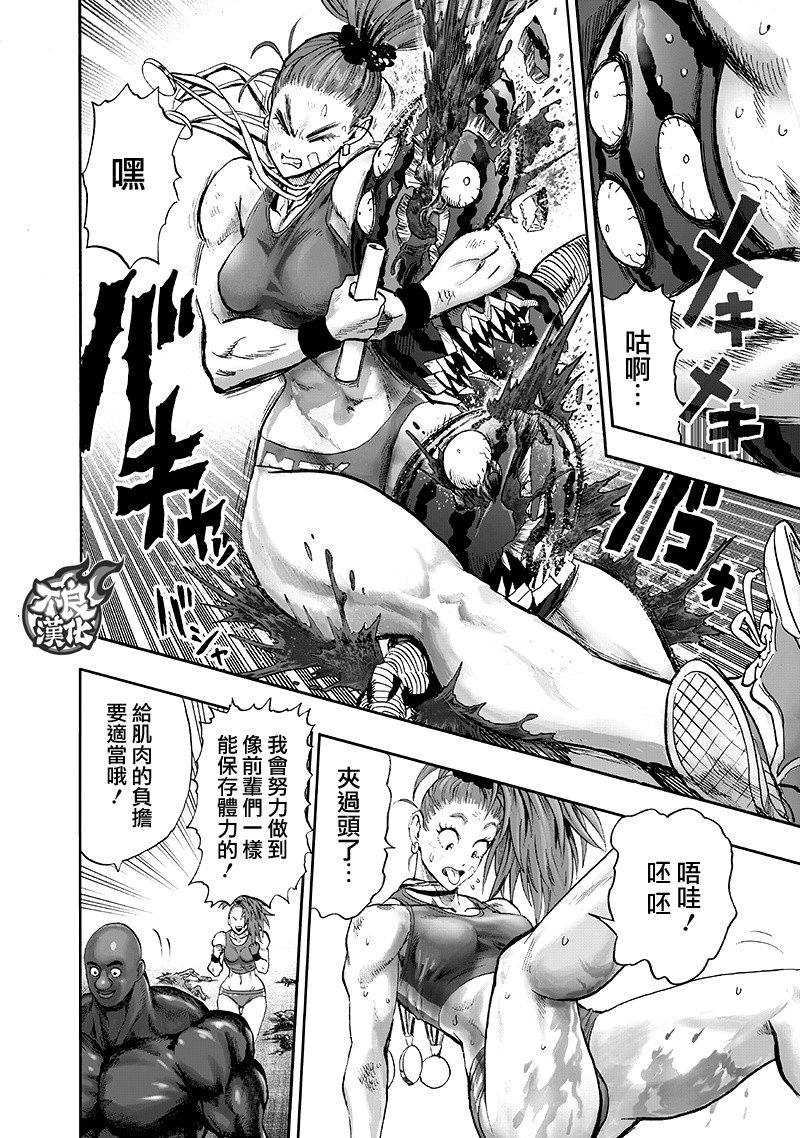 メキ
メキ
咕啊…
嘿
バキャッ
バシャ
バゴォ
MAX
不良
漢化
唔哇！
呸呸
夾過頭了…
我會努力做到
像前輩們一樣
能保存體力的！
給肌肉的負擔
要適當哦！